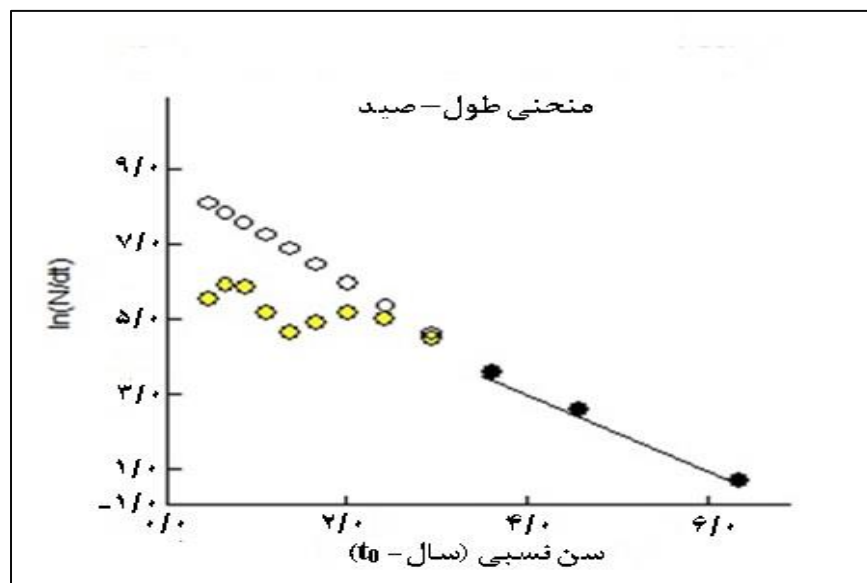 منحنی طول-صید
ln(N/dt)
۹/۰
۷/۰
۵/۰
۳/۰
۱/۰
-۱/۰
۰/۰ ۲/۰ ۴/۰ ۶/۰
سن نسبی (سال - t₀)